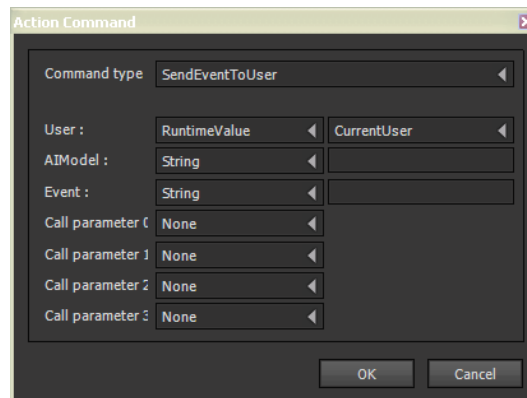 Action Command
Command type SendEventToUser
User : RuntimeValue CurrentUser
AIModel : String
Event : String
Call parameter 0 None
Call parameter 1 None
Call parameter 2 None
Call parameter 3 None
OK Cancel